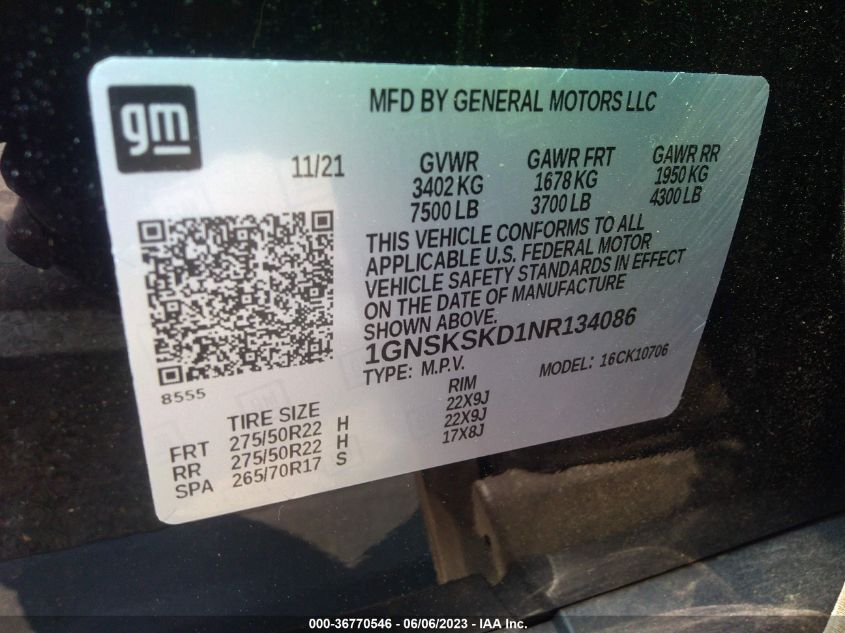 gm
MFD BY GENERAL MOTORS LLC
11/21
GVWR GAWR FRT GAWR RR
3402 KG 1678 KG 1950 KG
7500 LB 3700 LB 4300 LB
THIS VEHICLE CONFORMS TO ALL
APPLICABLE U.S. FEDERAL MOTOR
VEHICLE SAFETY STANDARDS IN EFFECT
ON THE DATE OF MANUFACTURE
SHOWN ABOVE.
1GNSKSKD1NR134086
TYPE: M.P.V. MODEL: 16CK10706
8555
TIRE SIZE RIM
FRT 275/50R22 H 22X9J
RR 275/50R22 H 22X9J
SPA 265/70R17 S 17X8J
000-36770546 - 06/06/2023 - IAA Inc.